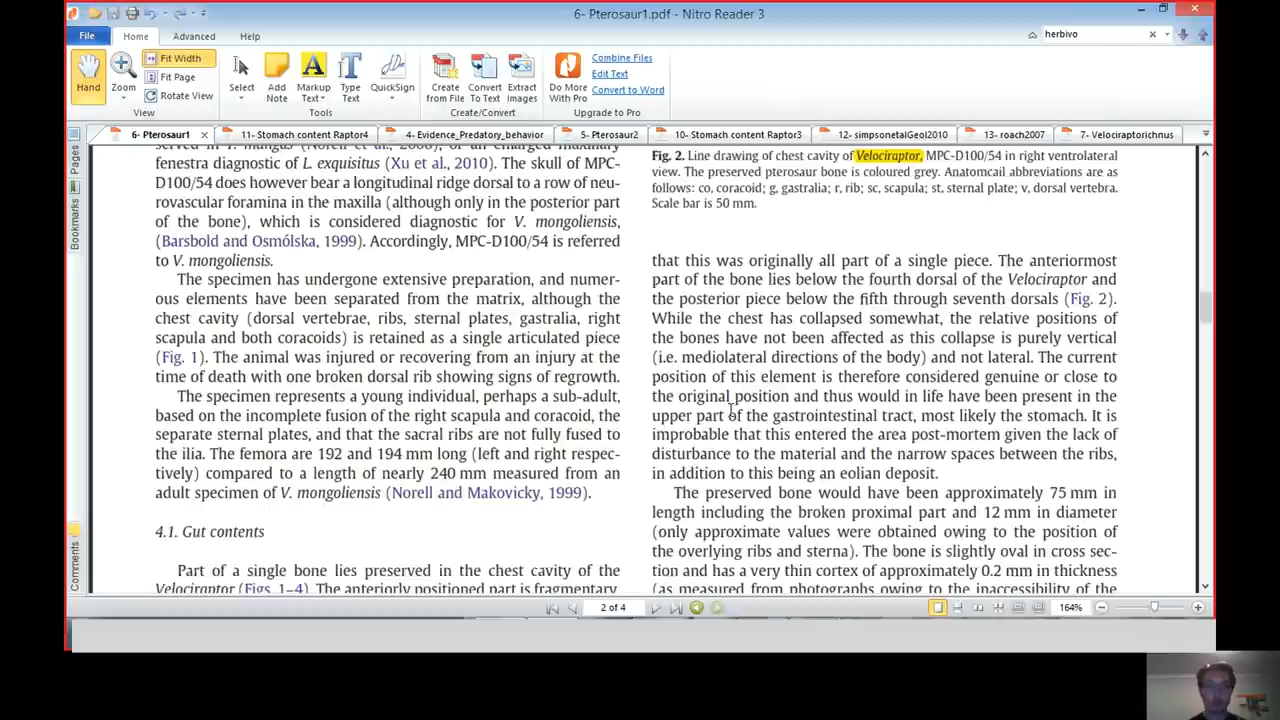 6- Pterosaur1.pdf - Nitro Reader 3
File
Home
Advanced
Help
herbivo
Hand
Zoom
Fit Width
Fit Page
Rotate View
View
Select
Add Note
Markup Text
Type Text
QuickSign
Tools
Create from File
Convert To Text
Extract Images
Create/Convert
Do More With Pro
Combine Files
Edit Text
Convert to Word
Upgrade to Pro
6- Pterosaur1
11- Stomach content Raptor4
4- Evidence_Predatory_behavior
5- Pterosaur2
10- Stomach content Raptor3
12- simpsonetalGeol2010
13- roach2007
7- Velociraptorichnus
Pages
Bookmarks
Comments
fenestra diagnostic of L. exquisitus (Xu et al., 2010). The skull of MPC-
D100/54 does however bear a longitudinal ridge dorsal to a row of neu-
rovascular foramina in the maxilla (although only in the posterior part
of the bone), which is considered diagnostic for V. mongoliensis,
(Barsbold and Osmólska, 1999). Accordingly, MPC-D100/54 is referred
to V. mongoliensis.
The specimen has undergone extensive preparation, and numer-
ous elements have been separated from the matrix, although the
chest cavity (dorsal vertebrae, ribs, sternal plates, gastralia, right
scapula and both coracoids) is retained as a single articulated piece
(Fig. 1). The animal was injured or recovering from an injury at the
time of death with one broken dorsal rib showing signs of regrowth.
The specimen represents a young individual, perhaps a sub-adult,
based on the incomplete fusion of the right scapula and coracoid, the
separate sternal plates, and that the sacral ribs are not fully fused to
the ilia. The femora are 192 and 194 mm long (left and right respec-
tively) compared to a length of nearly 240 mm measured from an
adult specimen of V. mongoliensis (Norell and Makovicky, 1999).
4.1. Gut contents
Part of a single bone lies preserved in the chest cavity of the
Velociraptor (Figs. 1–4). The anteriorly positioned part is fragmentary,
Fig. 2. Line drawing of chest cavity of Velociraptor, MPC-D100/54 in right ventrolateral
view. The preserved pterosaur bone is coloured grey. Anatomcail abbreviations are as
follows: co, coracoid; g, gastralia; r, rib; sc, scapula; st, sternal plate; v, dorsal vertebra.
Scale bar is 50 mm.
that this was originally all part of a single piece. The anteriormost
part of the bone lies below the fourth dorsal of the Velociraptor and
the posterior piece below the fifth through seventh dorsals (Fig. 2).
While the chest has collapsed somewhat, the relative positions of
the bones have not been affected as this collapse is purely vertical
(i.e. mediolateral directions of the body) and not lateral. The current
position of this element is therefore considered genuine or close to
the original position and thus would in life have been present in the
upper part of the gastrointestinal tract, most likely the stomach. It is
improbable that this entered the area post-mortem given the lack of
disturbance to the material and the narrow spaces between the ribs,
in addition to this being an eolian deposit.
The preserved bone would have been approximately 75 mm in
length including the broken proximal part and 12 mm in diameter
(only approximate values were obtained owing to the position of
the overlying ribs and sterna). The bone is slightly oval in cross sec-
tion and has a very thin cortex of approximately 0.2 mm in thickness
(as measured from photographs owing to the inaccessibility of the
2 of 4
164%